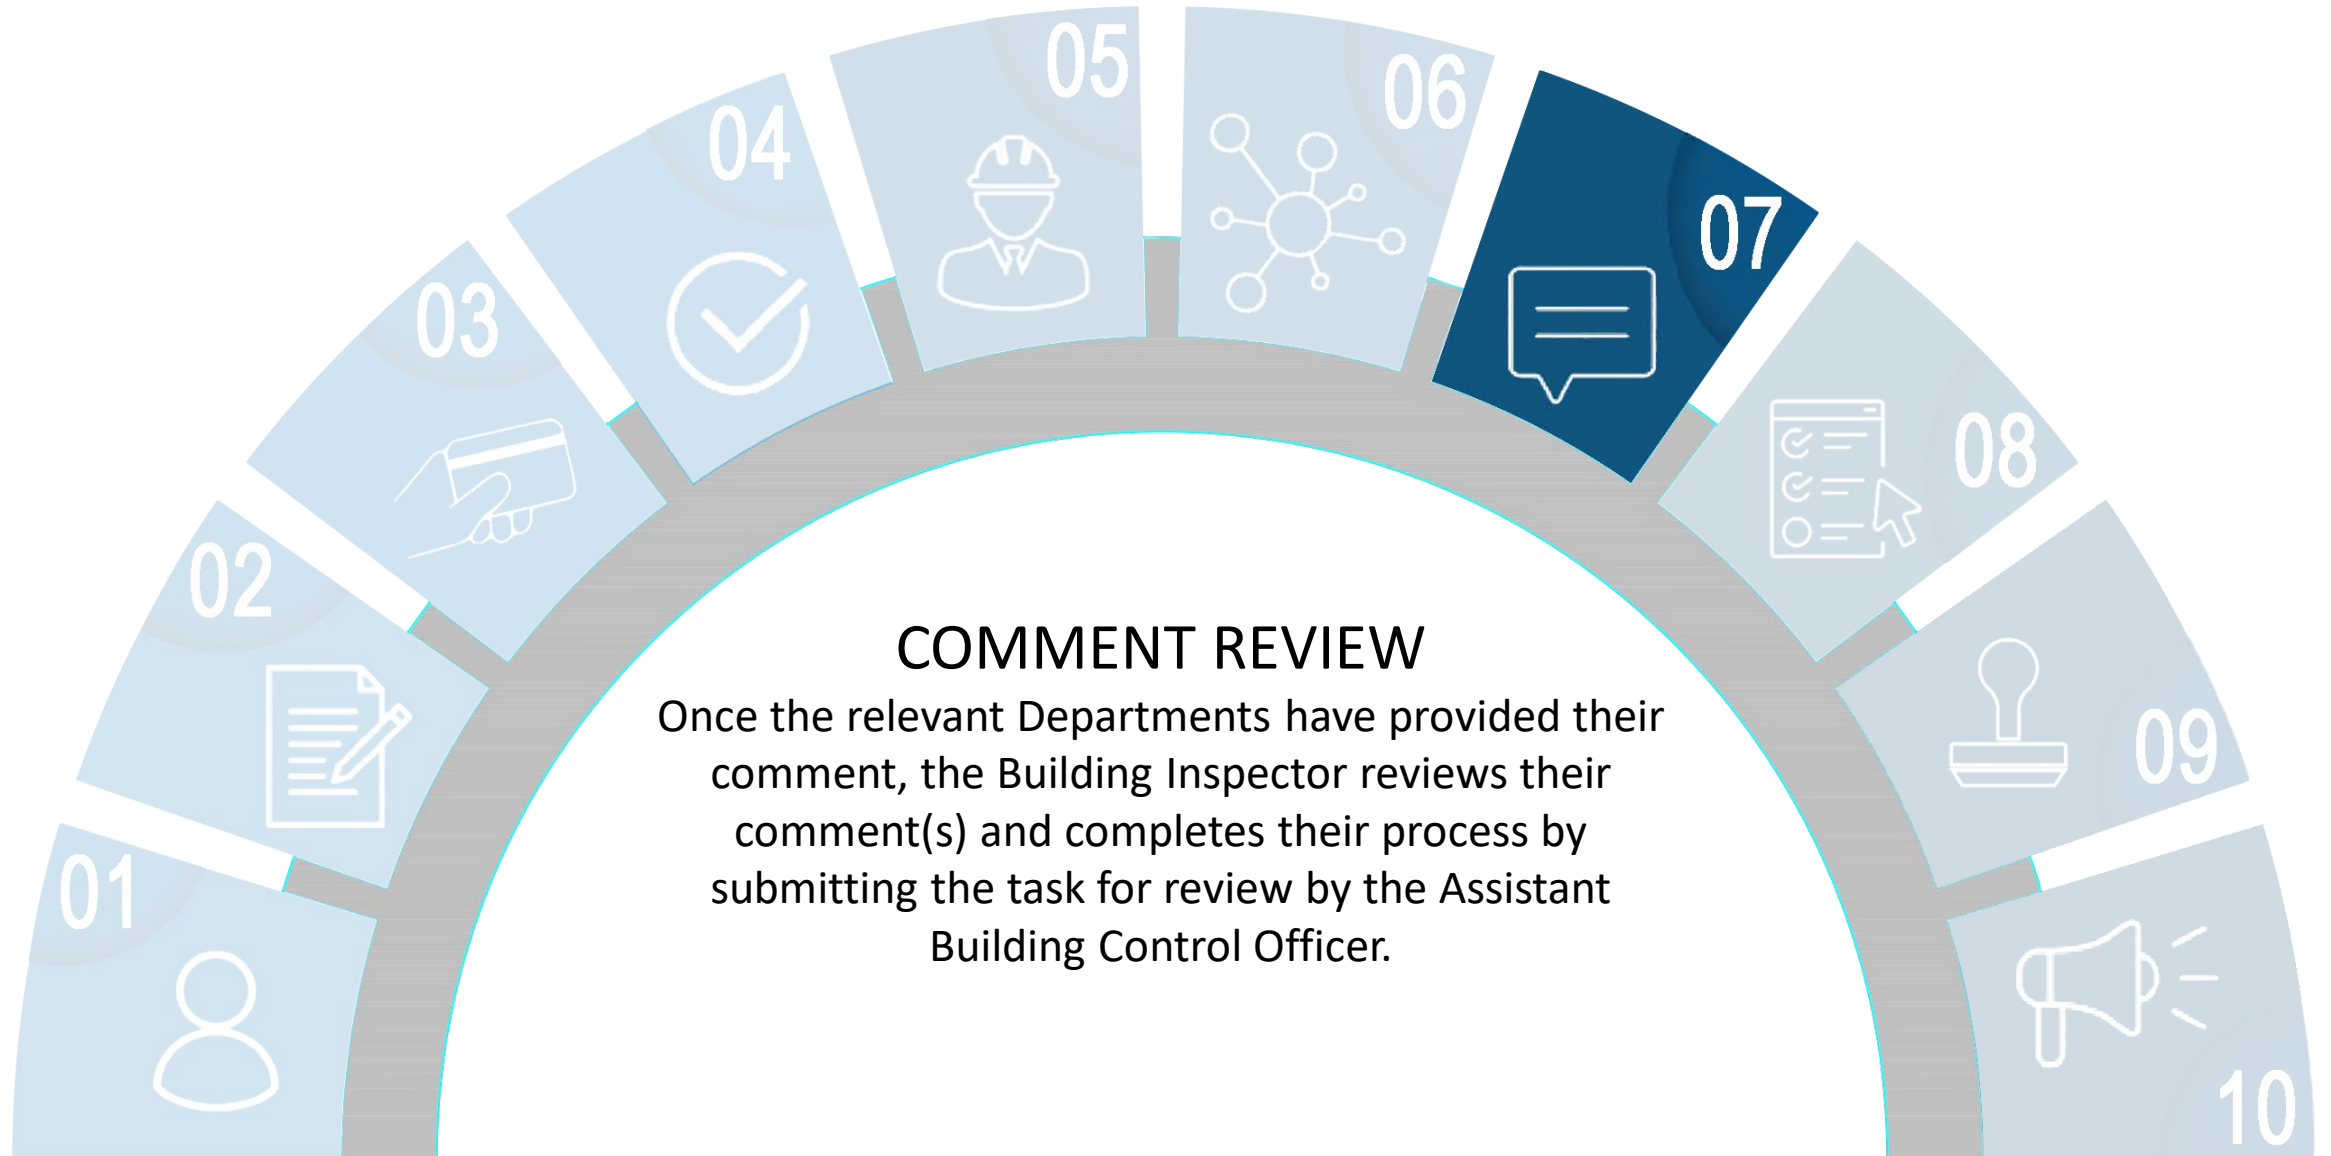 01
02
03
04
05
06
07
08
09
10
COMMENT REVIEW
Once the relevant Departments have provided their
comment, the Building Inspector reviews their
comment(s) and completes their process by
submitting the task for review by the Assistant
Building Control Officer.